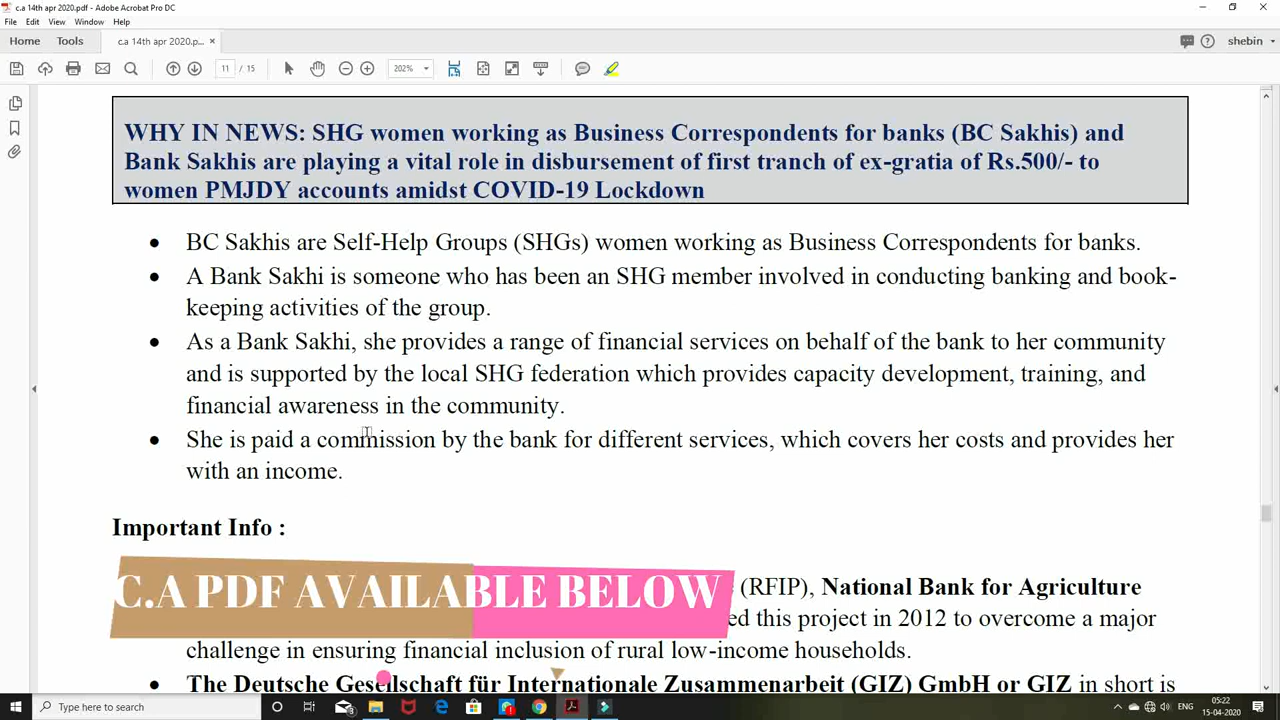 c.a 14th apr 2020.pdf - Adobe Acrobat Pro DC
File Edit View Window Help
Home Tools c.a 14th apr 2020.p... × shebin
11 / 15 202%
WHY IN NEWS: SHG women working as Business Correspondents for banks (BC Sakhis) and
Bank Sakhis are playing a vital role in disbursement of first tranch of ex-gratia of Rs.500/- to
women PMJDY accounts amidst COVID-19 Lockdown
• BC Sakhis are Self-Help Groups (SHGs) women working as Business Correspondents for banks.
• A Bank Sakhi is someone who has been an SHG member involved in conducting banking and book-
keeping activities of the group.
• As a Bank Sakhi, she provides a range of financial services on behalf of the bank to her community
and is supported by the local SHG federation which provides capacity development, training, and
financial awareness in the community.
• She is paid a commission by the bank for different services, which covers her costs and provides her
with an income.
Important Info :
(RFIP), National Bank for Agriculture
C.A PDF AVAILABLE BELOW
this project in 2012 to overcome a major
challenge in ensuring financial inclusion of rural low-income households.
• The Deutsche Gesellschaft für Internationale Zusammenarbeit (GIZ) GmbH or GIZ in short is
Type here to search
ENG
05:22
15-04-2020